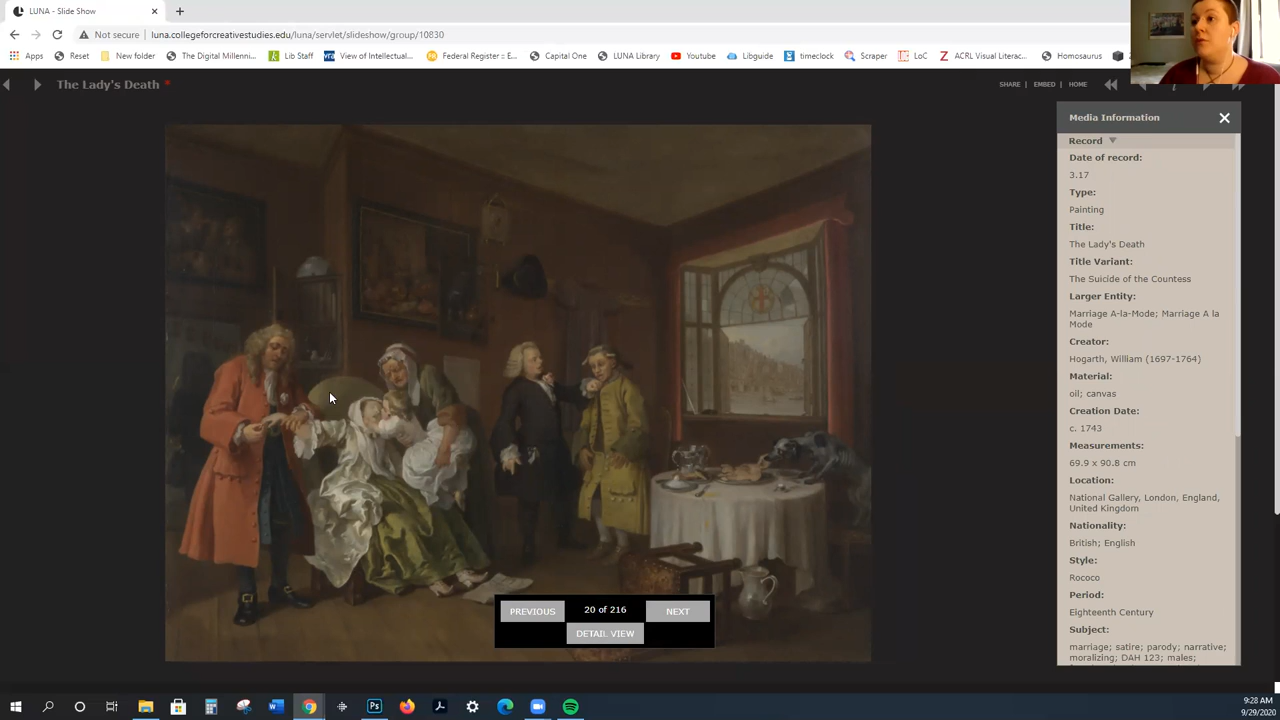 LUNA - Slide Show
Not secure | luna.collegeforcreativestudies.edu/luna/servlet/slideshow/group/10830
Apps Reset New folder The Digital Millenni... Lib Staff View of Intellectual... Federal Register :: E... Capital One LUNA Library Youtube Libguide timeclock Scraper LoC ACRL Visual Literac... Homosaurus
The Lady's Death *
SHARE | EMBED | HOME
Media Information
Record
Date of record:
3.17
Type:
Painting
Title:
The Lady's Death
Title Variant:
The Suicide of the Countess
Larger Entity:
Marriage A-la-Mode; Marriage A la
Mode
Creator:
Hogarth, William (1697-1764)
Material:
oil; canvas
Creation Date:
c. 1743
Measurements:
69.9 x 90.8 cm
Location:
National Gallery, London, England,
United Kingdom
Nationality:
British; English
Style:
Rococo
Period:
Eighteenth Century
Subject:
marriage; satire; parody; narrative;
moralizing; DAH 123; males;
PREVIOUS 20 of 216 NEXT
DETAIL VIEW
9:28 AM
9/29/2020